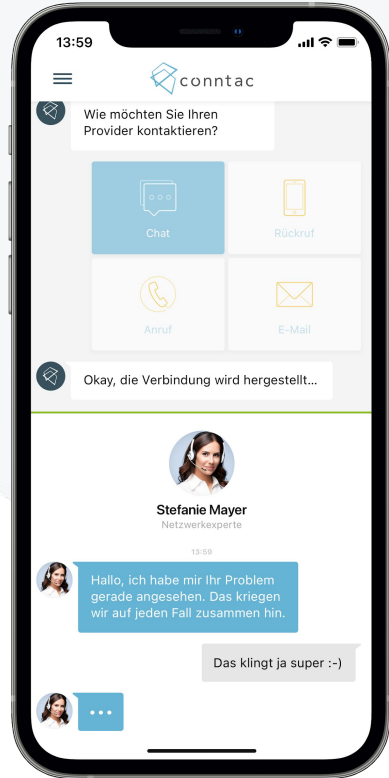 13:59
conntac
Wie möchten Sie Ihren
Provider kontaktieren?
Chat
Rückruf
Anruf
E-Mail
Okay, die Verbindung wird hergestellt...
Stefanie Mayer
Netzwerkexperte
13:59
Hallo, ich habe mir Ihr Problem
gerade angesehen. Das kriegen
wir auf jeden Fall zusammen hin.
Das klingt ja super :-)